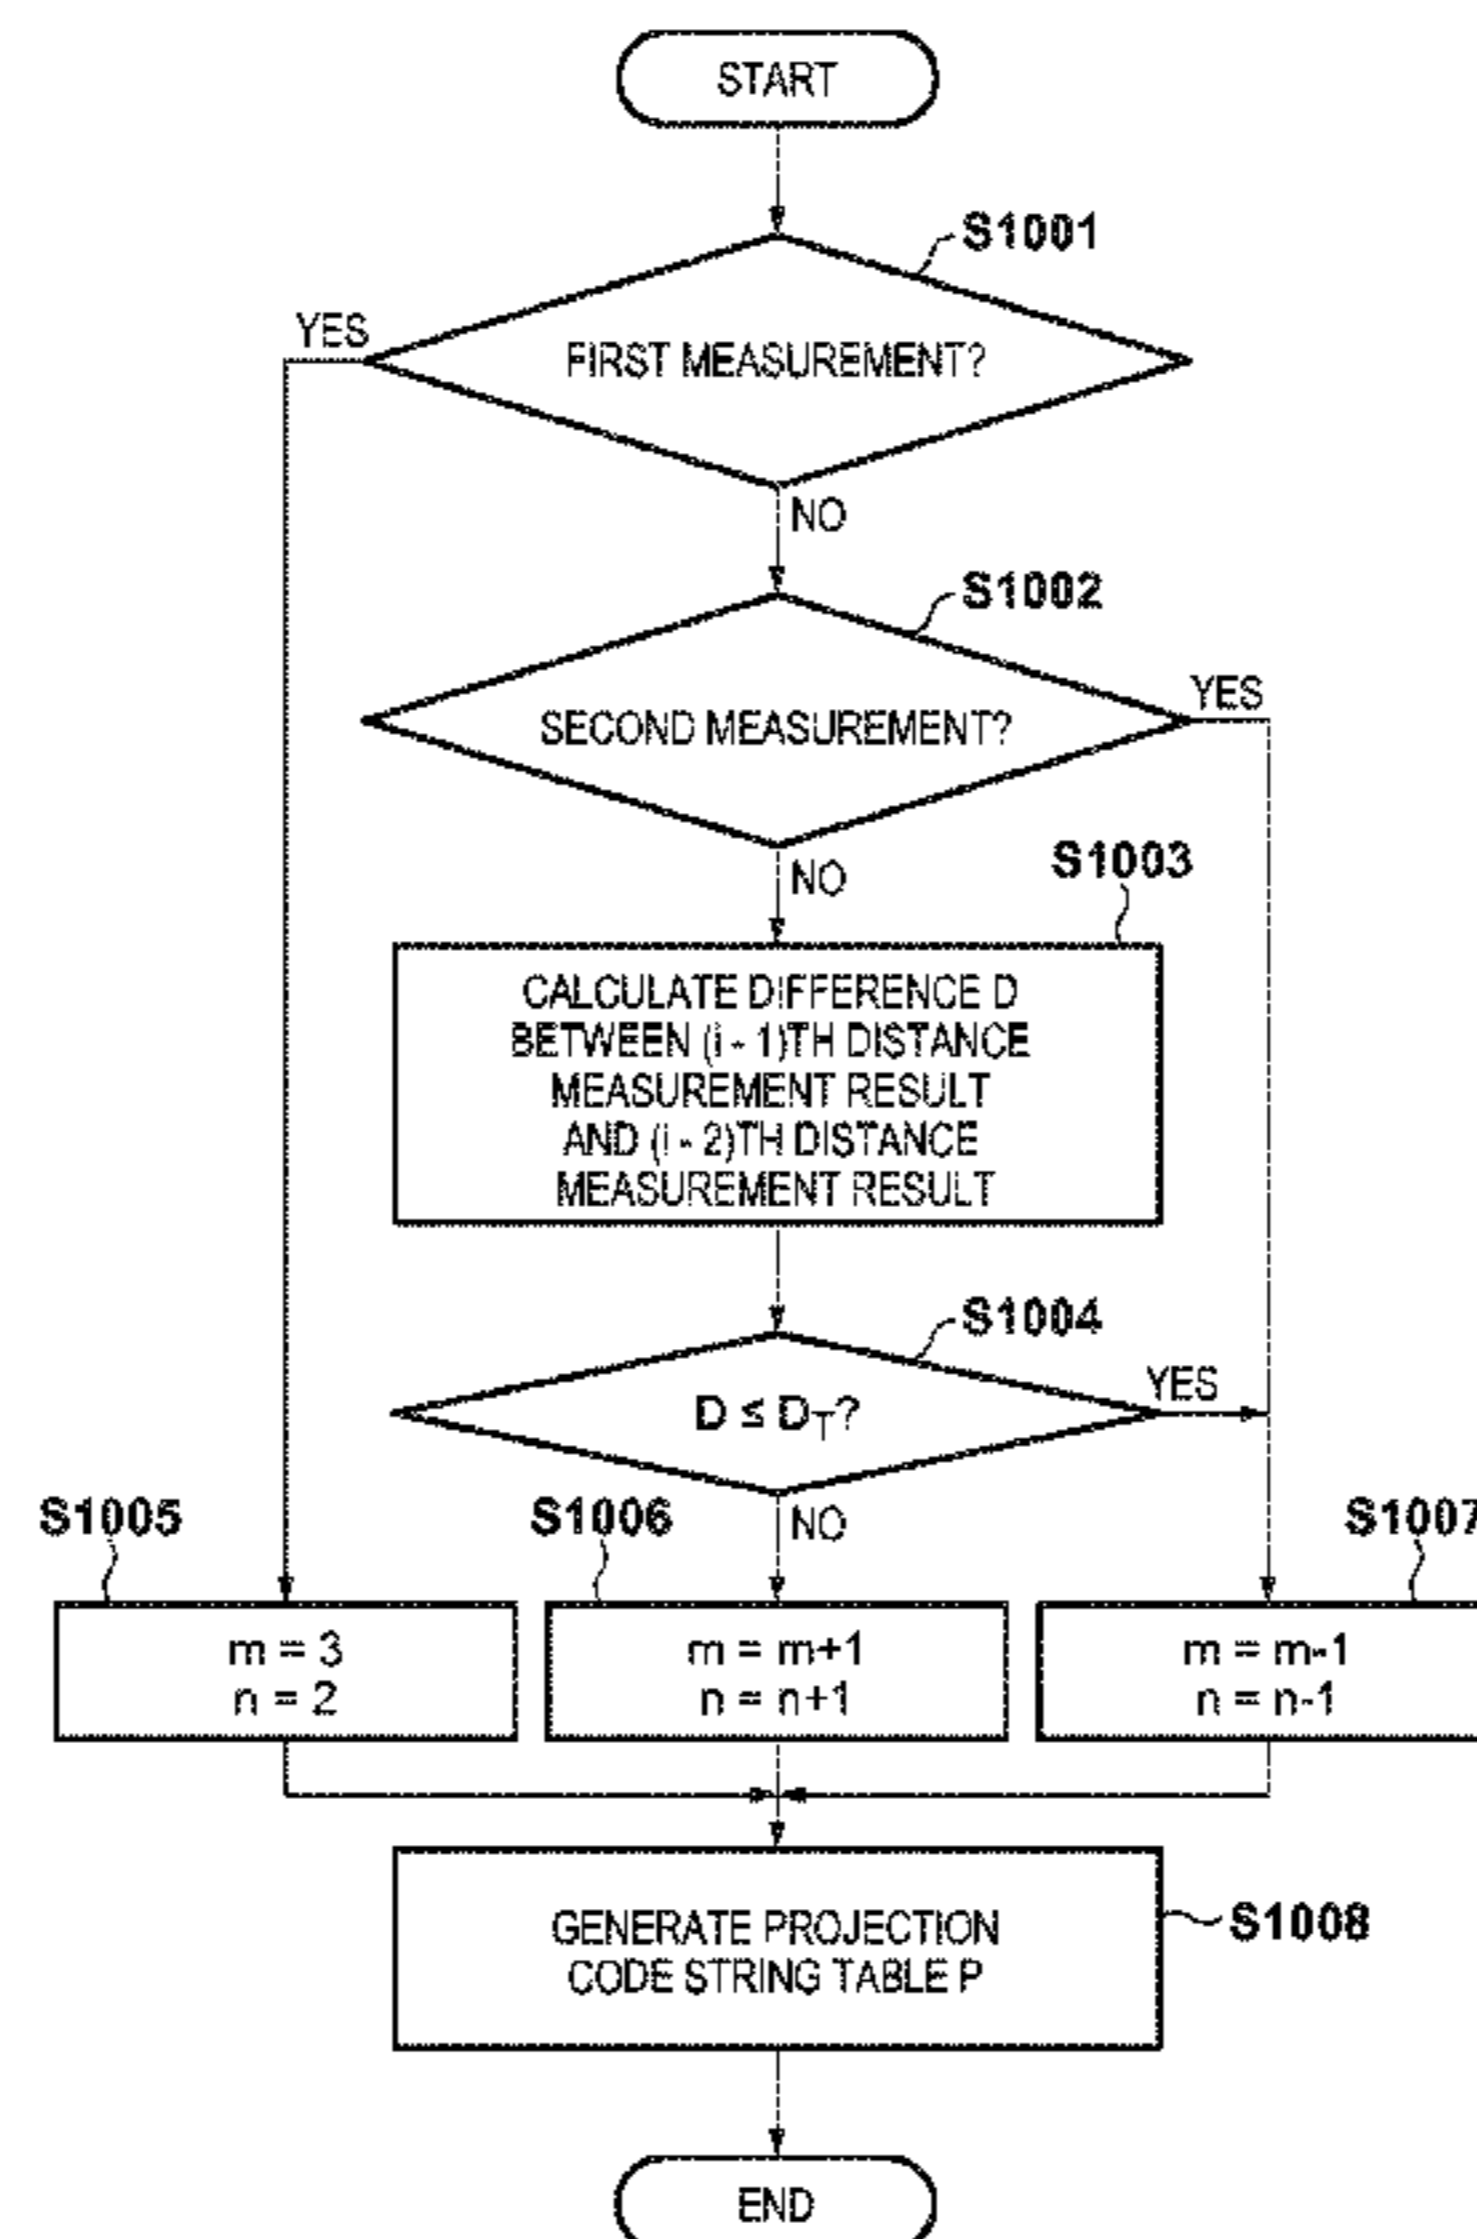 START
S1001
YES
FIRST MEASUREMENT?
NO
S1002
YES
SECOND MEASUREMENT?
NO
S1003
CALCULATE DIFFERENCE D
BETWEEN (i - 1)TH DISTANCE
MEASUREMENT RESULT
AND (i - 2)TH DISTANCE
MEASUREMENT RESULT
S1004
YES
D ≤ DT?
NO
S1005
S1006
S1007
m = 3
n = 2
m = m+1
n = n+1
m = m-1
n = n-1
GENERATE PROJECTION
CODE STRING TABLE P
S1008
END